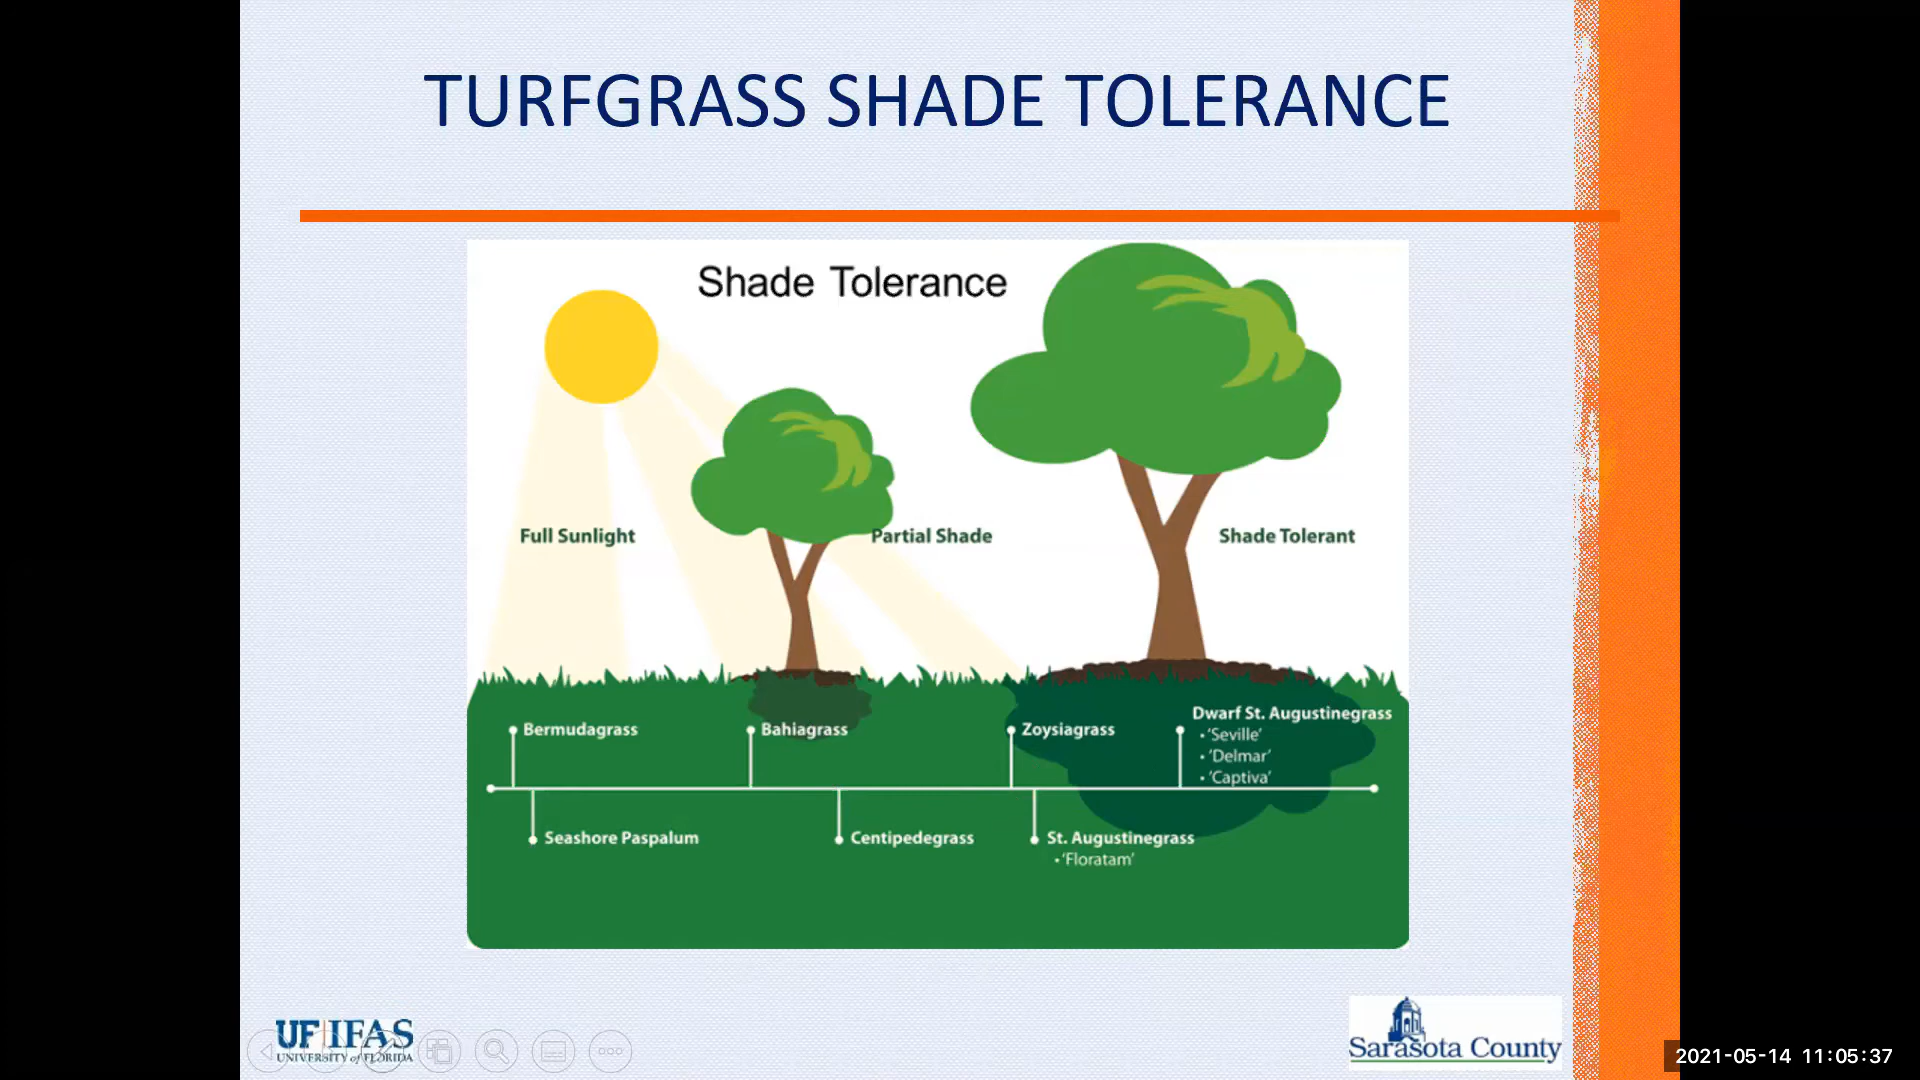 TURFGRASS SHADE TOLERANCE
Shade Tolerance
Full Sunlight
Partial Shade
Shade Tolerant
Bermudagrass
Bahiagrass
Zoysiagrass
Dwarf St. Augustinegrass
• ‘Seville’
• ‘Delmar’
• ‘Captiva’
Seashore Paspalum
Centipedegrass
St. Augustinegrass
• ‘Floratam’
UF|IFAS
UNIVERSITY of FLORIDA
Sarasota County
2021-05-14 11:05:37